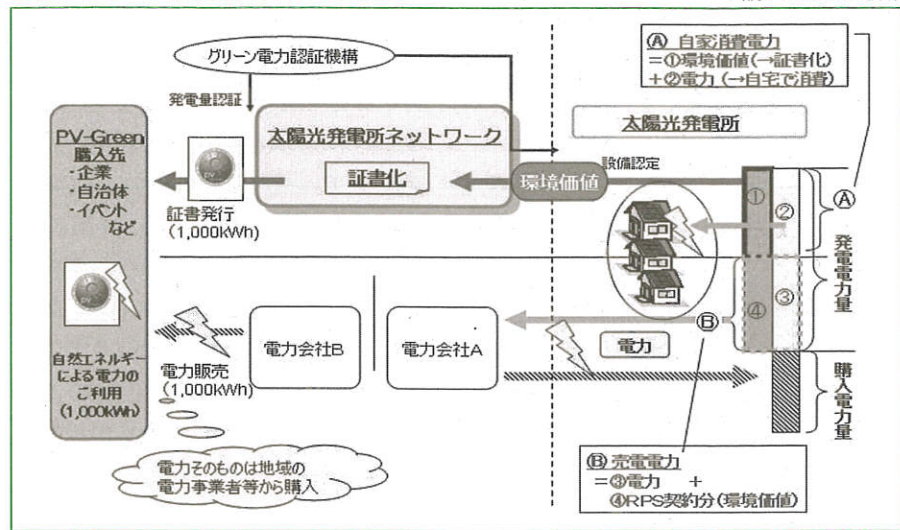 グリーン電力認証機構
発電量認証
Ⓐ 自家消費電力
=①環境価値(→証書化)
+②電力 (→自宅で消費)
太陽光発電所ネットワーク
証書化
太陽光発電所
設備認定
環境価値
PV-Green
購入先
・企業
・自治体
・イベント
など
証書発行
(1,000kWh)
PV
①
②
Ⓐ
発電電力量
③
④
Ⓑ
電力会社B
電力会社A
電力
電力販売
(1,000kWh)
PV
自然エネルギー
による電力の
ご利用
(1,000kWh)
購入電力量
電力そのものは地域の
電力事業者等から購入
Ⓑ 売電電力
=③電力 +
④RPS契約分(環境価値)